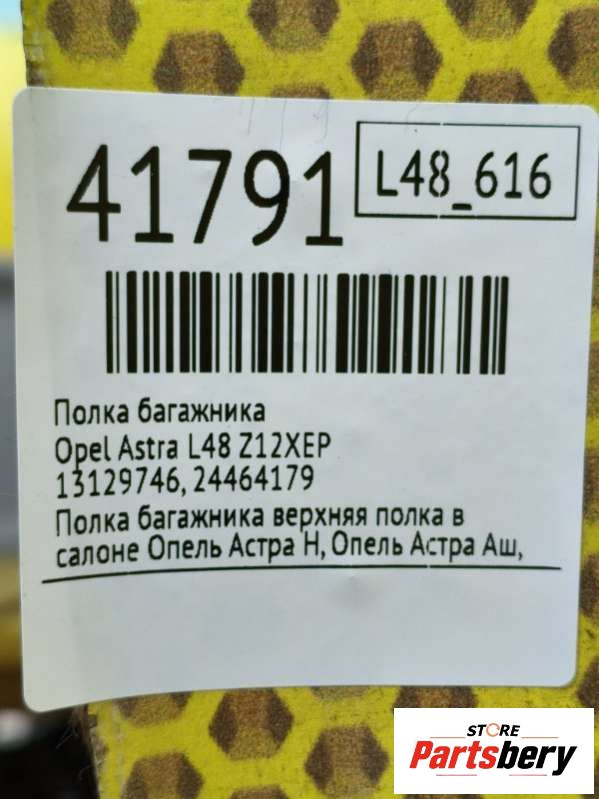 41791
L48_616
Полка багажника
Opel Astra L48 Z12XEP
13129746, 24464179
Полка багажника верхняя полка в
салоне Опель Астра Н, Опель Астра Аш,
STORE
Partsbery